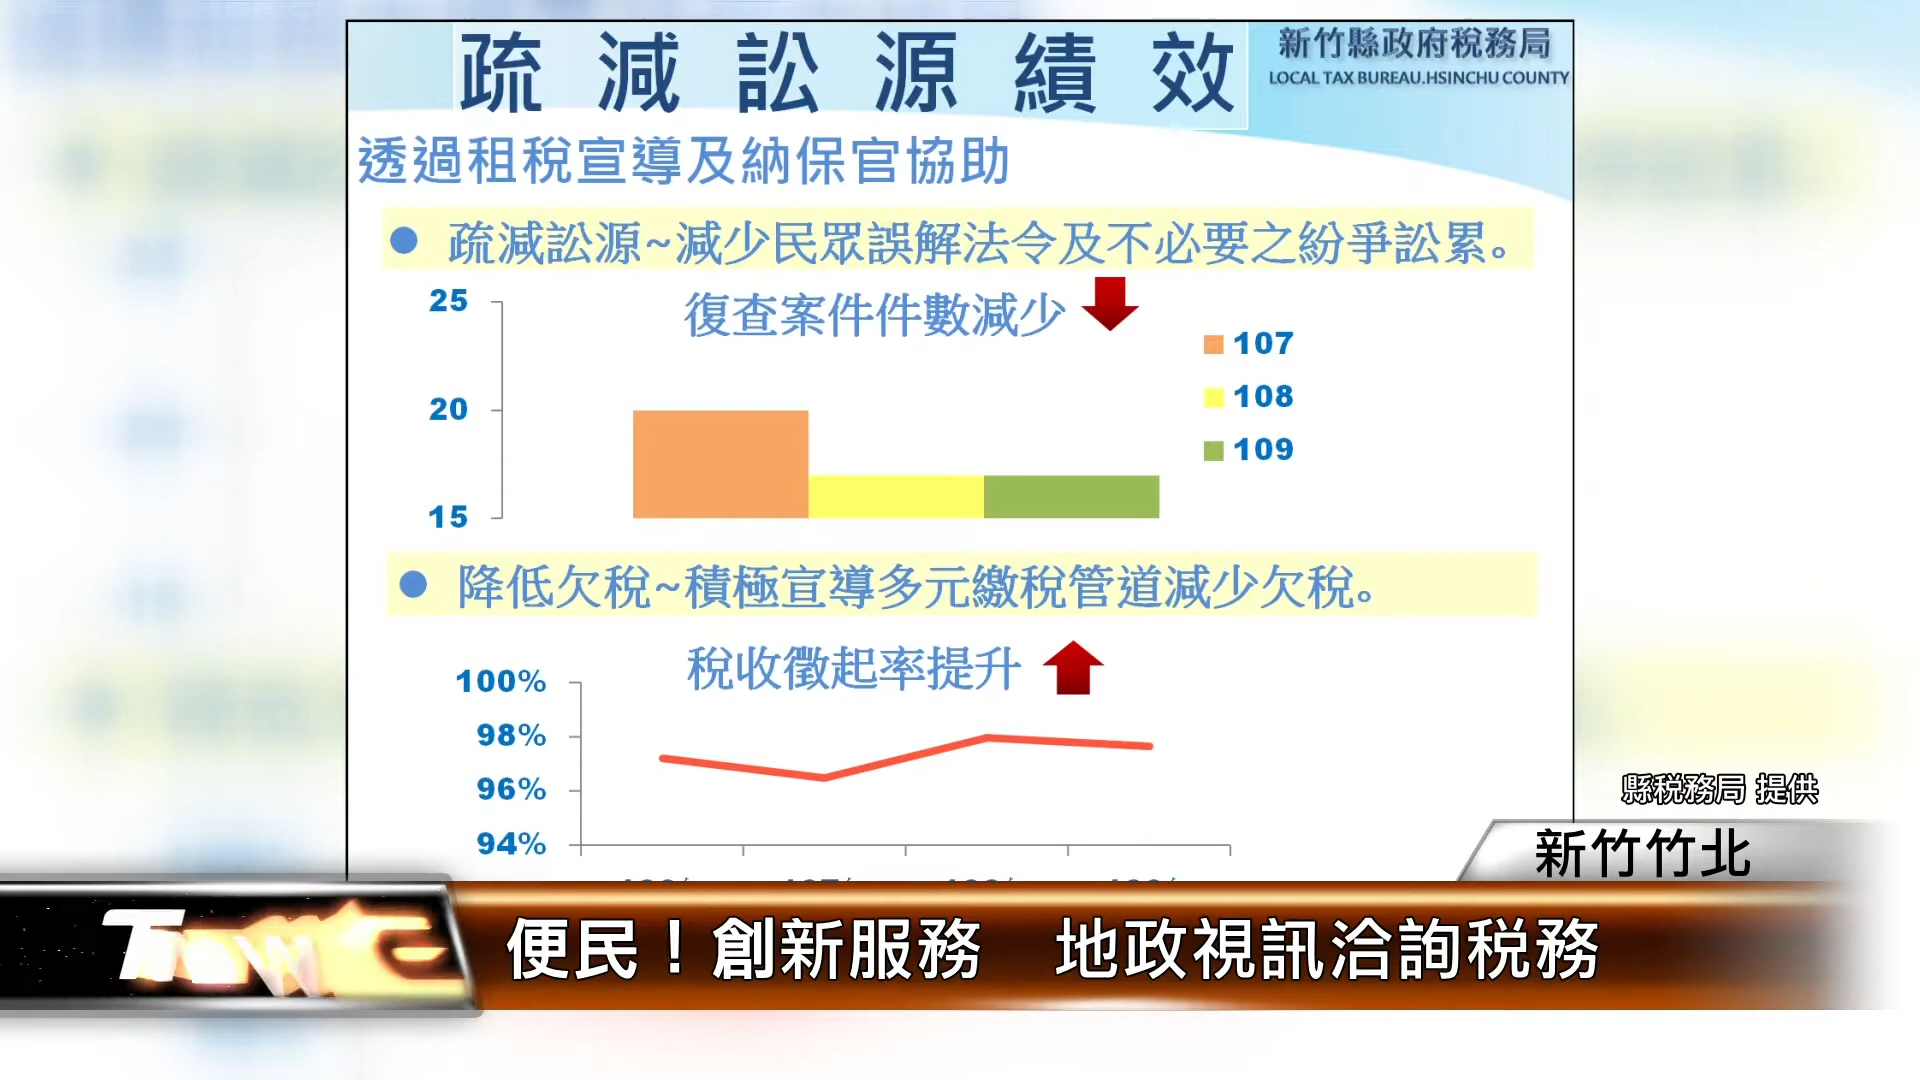 疏減訟源績效
新竹縣政府稅務局
LOCAL TAX BUREAU.HSINCHU COUNTY
透過租稅宣導及納保官協助
● 疏減訟源~減少民眾誤解法令及不必要之紛爭訟累。
復查案件件數減少
25
20
15
107
108
109
● 降低欠稅~積極宣導多元繳稅管道減少欠稅。
稅收徵起率提升
100%
98%
96%
94%
縣稅務局 提供
新竹竹北
便民！創新服務 地政視訊洽詢稅務